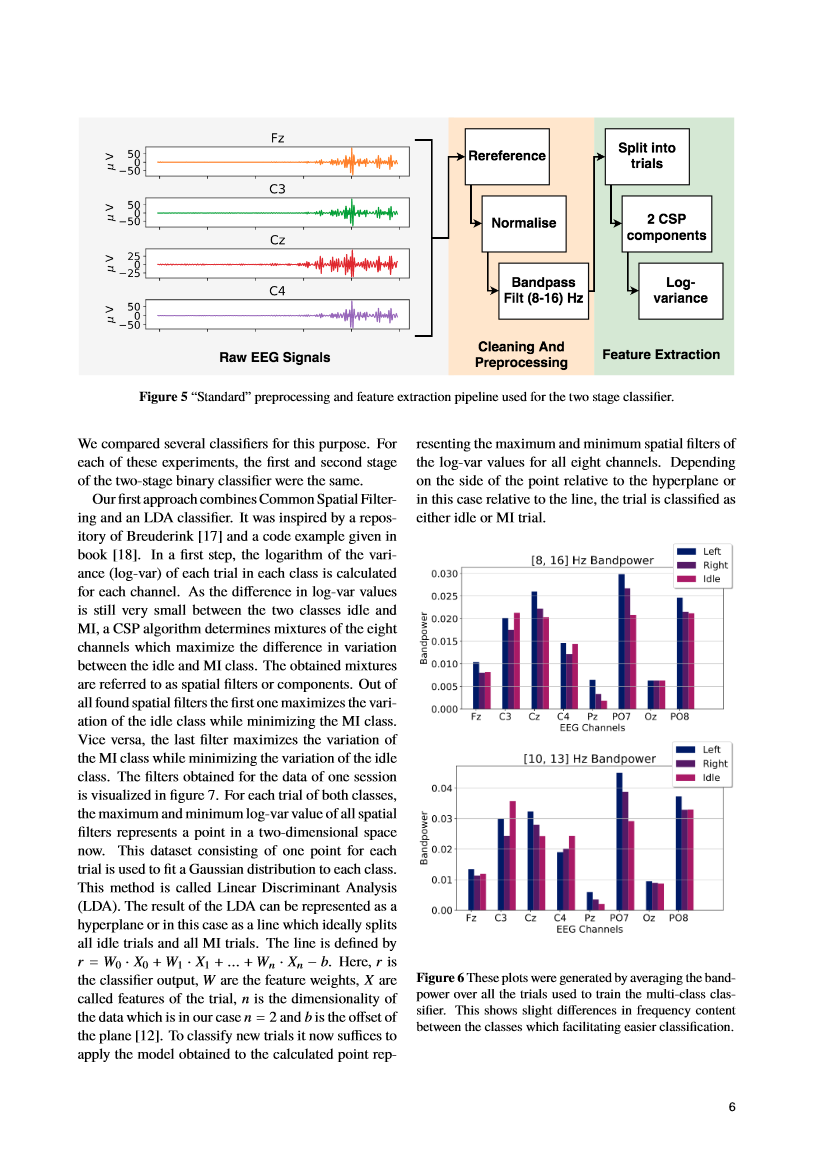 Fz
50
0
−50
μ V
C3
50
0
−50
μ V
Cz
25
0
−25
μ V
C4
50
0
−50
μ V
Raw EEG Signals
Rereference
Normalise
Bandpass
Filt (8-16) Hz
Cleaning And
Preprocessing
Split into
trials
2 CSP
components
Log-
variance
Feature Extraction
Figure 5 “Standard” preprocessing and feature extraction pipeline used for the two stage classifier.
We compared several classifiers for this purpose. For
each of these experiments, the first and second stage
of the two-stage binary classifier were the same.
Our first approach combines Common Spatial Filter-
ing and an LDA classifier. It was inspired by a repos-
itory of Breuderink [17] and a code example given in
book [18]. In a first step, the logarithm of the vari-
ance (log-var) of each trial in each class is calculated
for each channel. As the difference in log-var values
is still very small between the two classes idle and
MI, a CSP algorithm determines mixtures of the eight
channels which maximize the difference in variation
between the idle and MI class. The obtained mixtures
are referred to as spatial filters or components. Out of
all found spatial filters the first one maximizes the vari-
ation of the idle class while minimizing the MI class.
Vice versa, the last filter maximizes the variation of
the MI class while minimizing the variation of the idle
class. The filters obtained for the data of one session
is visualized in figure 7. For each trial of both classes,
the maximum and minimum log-var value of all spatial
filters represents a point in a two-dimensional space
now. This dataset consisting of one point for each
trial is used to fit a Gaussian distribution to each class.
This method is called Linear Discriminant Analysis
(LDA). The result of the LDA can be represented as a
hyperplane or in this case as a line which ideally splits
all idle trials and all MI trials. The line is defined by
r = W₀ · X₀ + W₁ · X₁ + ... + Wₙ · Xₙ − b. Here, r is
the classifier output, W are the feature weights, X are
called features of the trial, n is the dimensionality of
the data which is in our case n = 2 and b is the offset of
the plane [12]. To classify new trials it now suffices to
apply the model obtained to the calculated point rep-
resenting the maximum and minimum spatial filters of
the log-var values for all eight channels. Depending
on the side of the point relative to the hyperplane or
in this case relative to the line, the trial is classified as
either idle or MI trial.
[8, 16] Hz Bandpower
Left
Right
Idle
0.030
0.025
0.020
0.015
0.010
0.005
0.000
Bandpower
Fz C3 Cz C4 Pz PO7 Oz PO8
EEG Channels
[10, 13] Hz Bandpower
Left
Right
Idle
0.04
0.03
0.02
0.01
0.00
Bandpower
Fz C3 Cz C4 Pz PO7 Oz PO8
EEG Channels
Figure 6 These plots were generated by averaging the band-
power over all the trials used to train the multi-class clas-
sifier. This shows slight differences in frequency content
between the classes which facilitating easier classification.
6